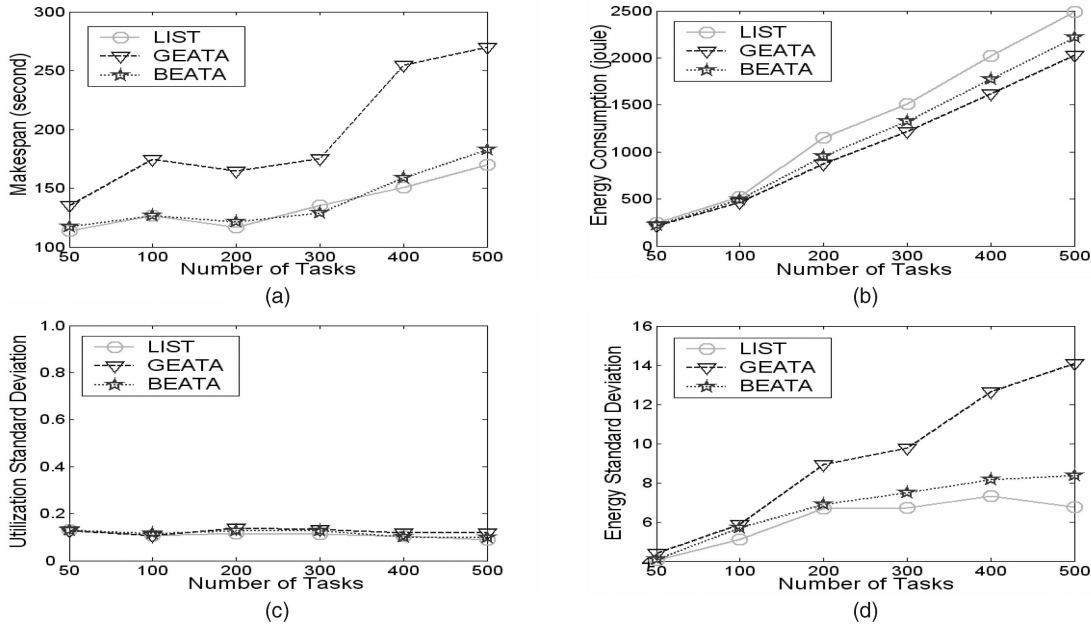 300
250
200
150
100
Makespan (second)
LIST
GEATA
BEATA
50 100 200 300 400 500
Number of Tasks
(a)
2500
2000
1500
1000
500
0
Energy Consumption (joule)
LIST
GEATA
BEATA
50 100 200 300 400 500
Number of Tasks
(b)
1.0
0.8
0.6
0.4
0.2
0
Utilization Standard Deviation
LIST
GEATA
BEATA
50 100 200 300 400 500
Number of Tasks
(c)
16
14
12
10
8
6
4
Energy Standard Deviation
LIST
GEATA
BEATA
50 100 200 300 400 500
Number of Tasks
(d)